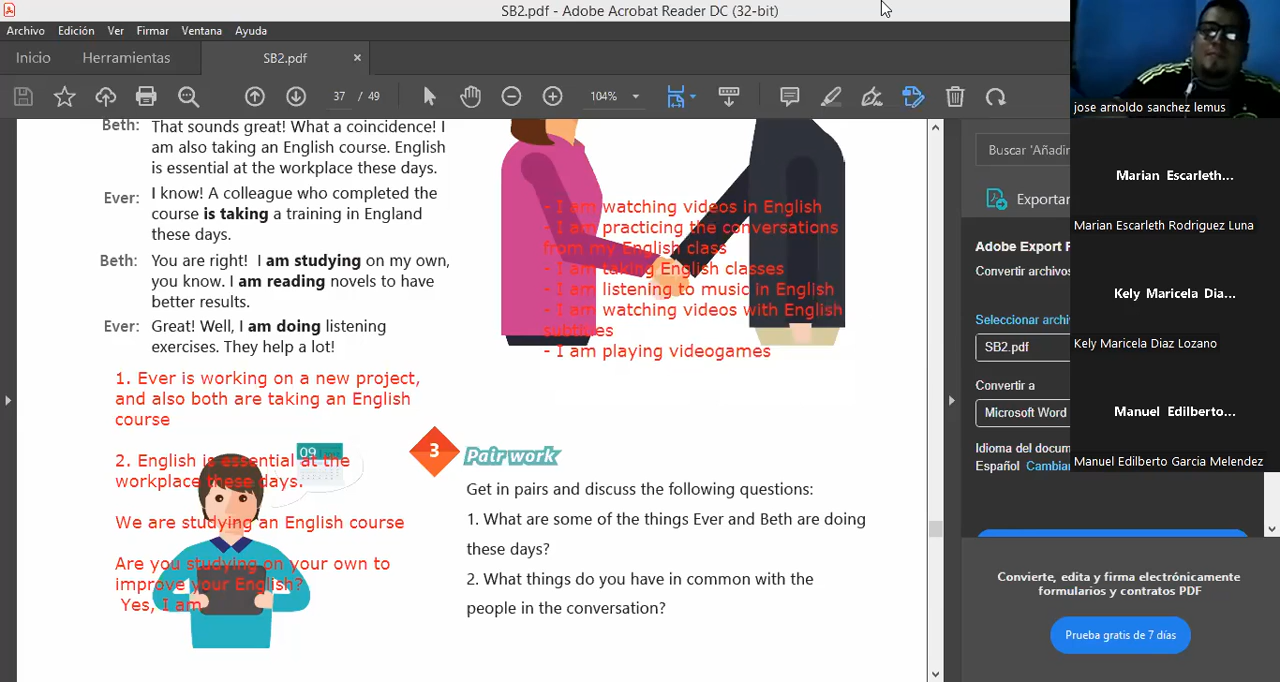 SB2.pdf - Adobe Acrobat Reader DC (32-bit)
Archivo Edición Ver Firmar Ventana Ayuda
Inicio Herramientas SB2.pdf ×
37 / 49 104%
jose arnoldo sanchez lemus
Marian Escarleth...
Marian Escarleth Rodriguez Luna
Kely Maricela Dia...
Kely Maricela Diaz Lozano
Manuel Edilberto...
Manuel Edilberto Garcia Melendez
Beth: That sounds great! What a coincidence! I
am also taking an English course. English
is essential at the workplace these days.
Ever: I know! A colleague who completed the
course is taking a training in England
these days.
Beth: You are right! I am studying on my own,
you know. I am reading novels to have
better results.
Ever: Great! Well, I am doing listening
exercises. They help a lot!
- I am watching videos in English
- I am practicing the conversations
from my English class
- I am taking English classes
- I am listening to music in English
- I am watching videos with English
subtitles
- I am playing videogames
1. Ever is working on a new project,
and also both are taking an English
course
2. English is essential at the
workplace these days.
We are studying an English course
Are you studying on your own to
improve your English?
Yes, I am
09
3 Pair work
Get in pairs and discuss the following questions:
1. What are some of the things Ever and Beth are doing
these days?
2. What things do you have in common with the
people in the conversation?
Buscar 'Añadir
Exportar
Adobe Export
Convertir archivos
Seleccionar archi
SB2.pdf
Convertir a
Microsoft Word
Idioma del docum
Español Cambiar
Convierte, edita y firma electrónicamente
formularios y contratos PDF
Prueba gratis de 7 días